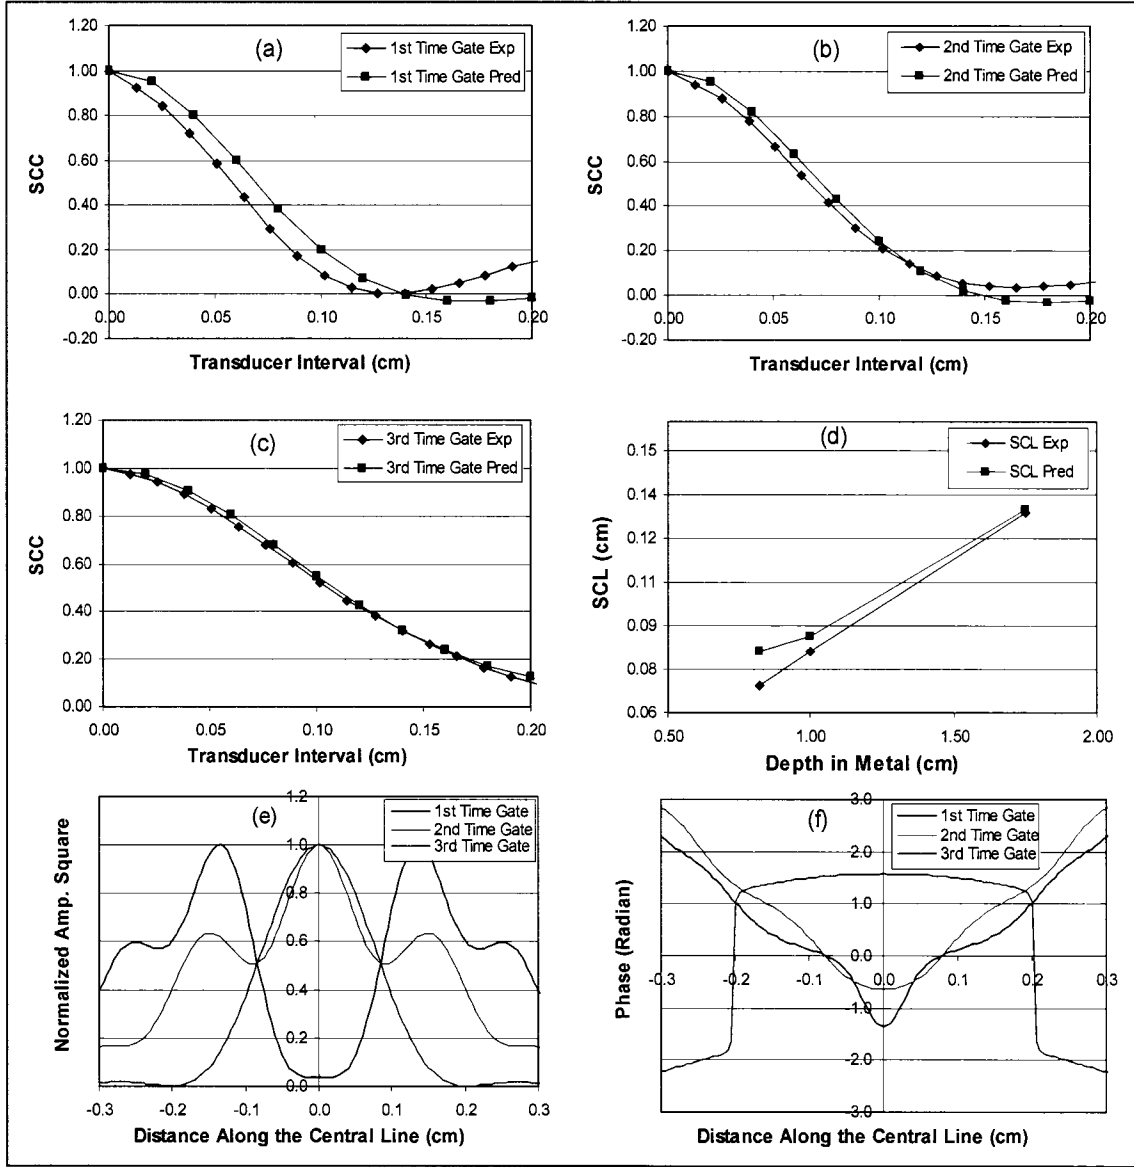 (a)
1st Time Gate Exp
1st Time Gate Pred
1.20
1.00
0.80
0.60
0.40
0.20
0.00
-0.20
SCC
0.00 0.05 0.10 0.15 0.20
Transducer Interval (cm)
(b)
2nd Time Gate Exp
2nd Time Gate Pred
1.20
1.00
0.80
0.60
0.40
0.20
0.00
-0.20
SCC
0.00 0.05 0.10 0.15 0.20
Transducer Interval (cm)
(c)
3rd Time Gate Exp
3rd Time Gate Pred
1.20
1.00
0.80
0.60
0.40
0.20
0.00
SCC
0.00 0.05 0.10 0.15 0.20
Transducer Interval (cm)
(d)
SCL Exp
SCL Pred
0.15
0.14
0.12
0.11
0.09
0.08
0.06
SCL (cm)
0.50 1.00 1.50 2.00
Depth in Metal (cm)
(e)
1st Time Gate
2nd Time Gate
3rd Time Gate
1.2
1.0
0.8
0.6
0.4
0.2
0.0
Normalized Amp. Square
-0.3 -0.2 -0.1 0.0 0.1 0.2 0.3
Distance Along the Central Line (cm)
(f)
1st Time Gate
2nd Time Gate
3rd Time Gate
3.0
2.0
1.0
0.0
-1.0
-2.0
-3.0
Phase (Radian)
-0.3 -0.2 -0.1 0.0 0.1 0.2 0.3
Distance Along the Central Line (cm)